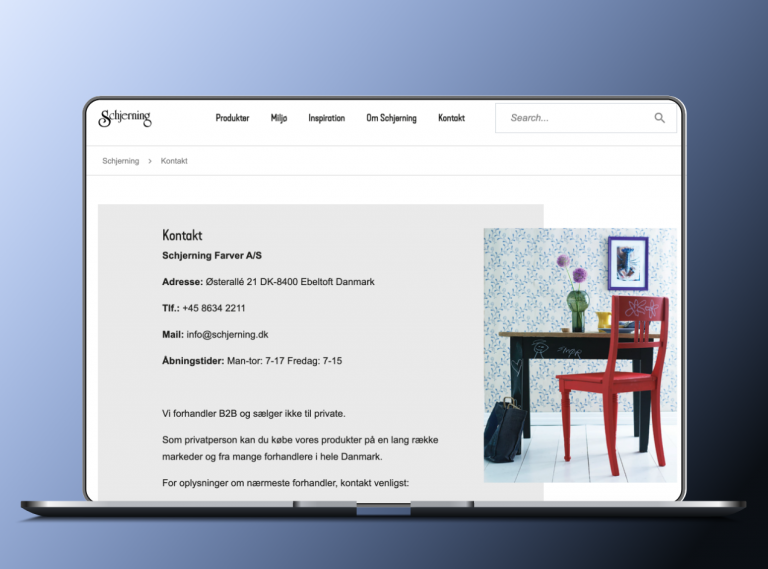 Schjerning
Produkter Miljø Inspiration Om Schjerning Kontakt Search...
Schjerning > Kontakt
Kontakt
Schjerning Farver A/S
Adresse: Østerallé 21 DK-8400 Ebeltoft Danmark
Tlf.: +45 8634 2211
Mail: info@schjerning.dk
Åbningstider: Man-tor: 7-17 Fredag: 7-15
Vi forhandler B2B og sælger ikke til private.
Som privatperson kan du købe vores produkter på en lang række
markeder og fra mange forhandlere i hele Danmark.
For oplysninger om nærmeste forhandler, kontakt venligst: